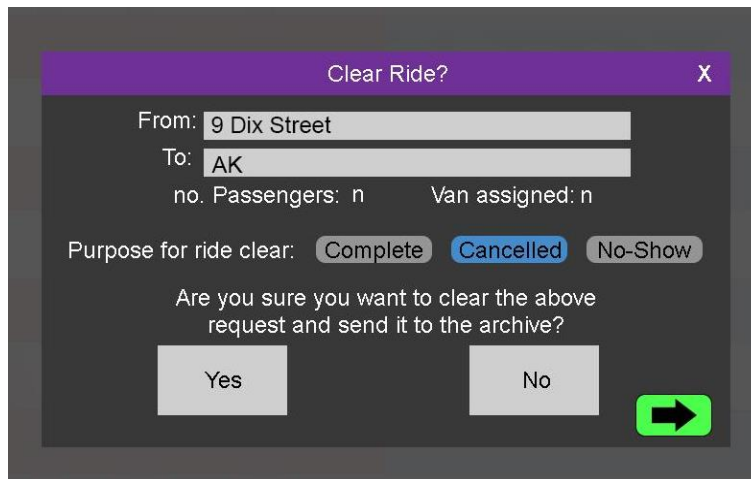 Clear Ride? X
From: 9 Dix Street
To: AK
no. Passengers: n Van assigned: n
Purpose for ride clear: Complete Cancelled No-Show
Are you sure you want to clear the above
request and send it to the archive?
Yes No